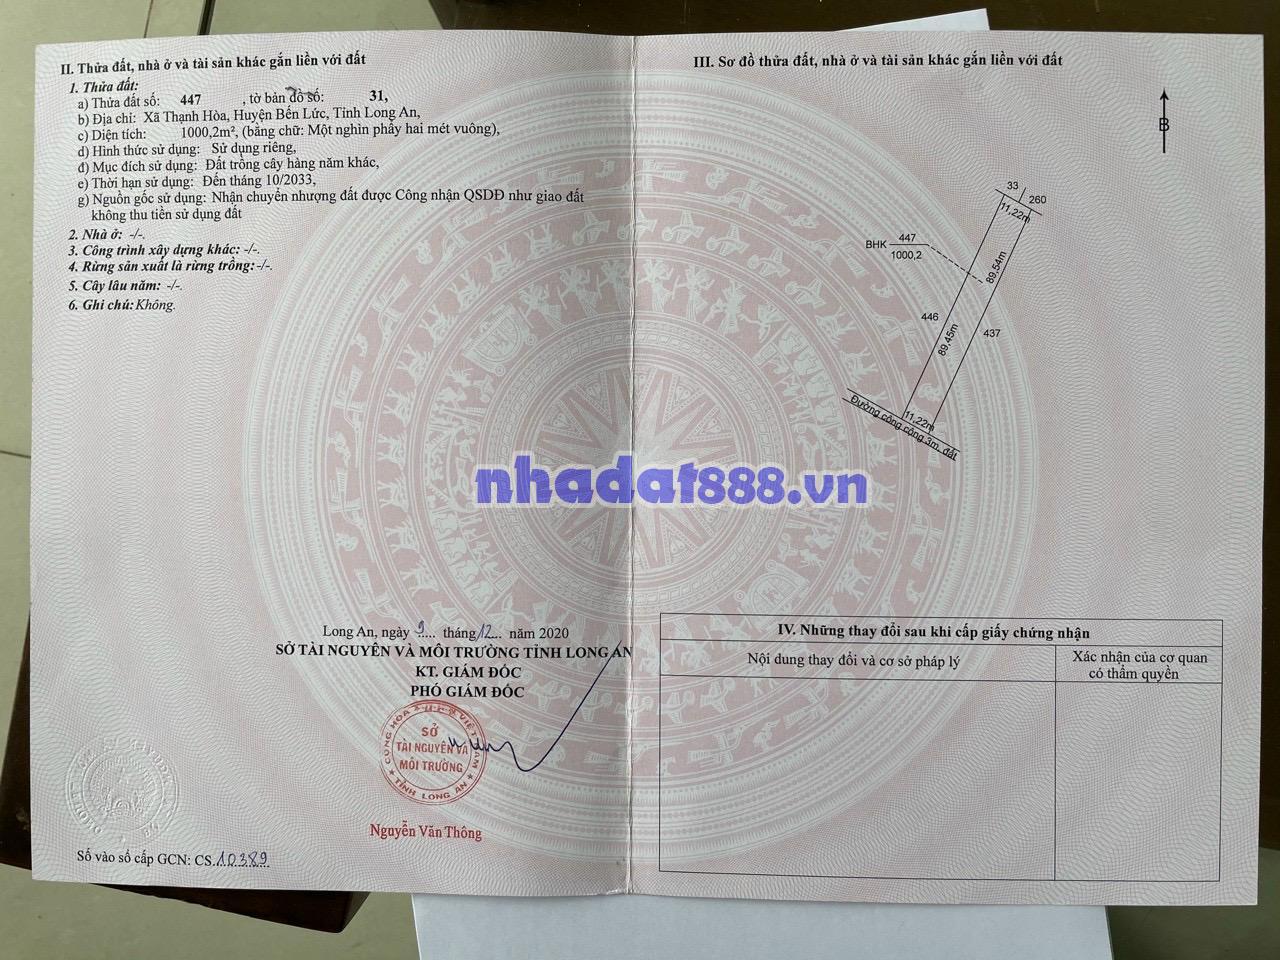 II. Thửa đất, nhà ở và tài sản khác gắn liền với đất
1. Thửa đất:
a) Thửa đất số: 447 , tờ bản đồ số: 31,
b) Địa chỉ: Xã Thạnh Hòa, Huyện Bến Lức, Tỉnh Long An,
c) Diện tích: 1000,2m², (bằng chữ: Một nghìn phẩy hai mét vuông),
d) Hình thức sử dụng: Sử dụng riêng,
đ) Mục đích sử dụng: Đất trồng cây hàng năm khác,
e) Thời hạn sử dụng: Đến tháng 10/2033,
g) Nguồn gốc sử dụng: Nhận chuyển nhượng đất được Công nhận QSDĐ như giao đất
không thu tiền sử dụng đất
2. Nhà ở: -/-.
3. Công trình xây dựng khác: -/-.
4. Rừng sản xuất là rừng trồng: -/-.
5. Cây lâu năm: -/-.
6. Ghi chú: Không.
Long An, ngày 9 tháng 12 năm 2020
SỞ TÀI NGUYÊN VÀ MÔI TRƯỜNG TỈNH LONG AN
KT. GIÁM ĐỐC
PHÓ GIÁM ĐỐC
SỞ
TÀI NGUYÊN VÀ
MÔI TRƯỜNG
TỈNH LONG AN
Nguyễn Văn Thông
Số vào sổ cấp GCN: CS.10389
III. Sơ đồ thửa đất, nhà ở và tài sản khác gắn liền với đất
B
33
260
11,22m
BHK 447
1000,2
89,54m
446
437
89,45m
11,22m
Đường công cộng 3m, đất
nhadat888.vn
IV. Những thay đổi sau khi cấp giấy chứng nhận
Nội dung thay đổi và cơ sở pháp lý
Xác nhận của cơ quan
có thẩm quyền